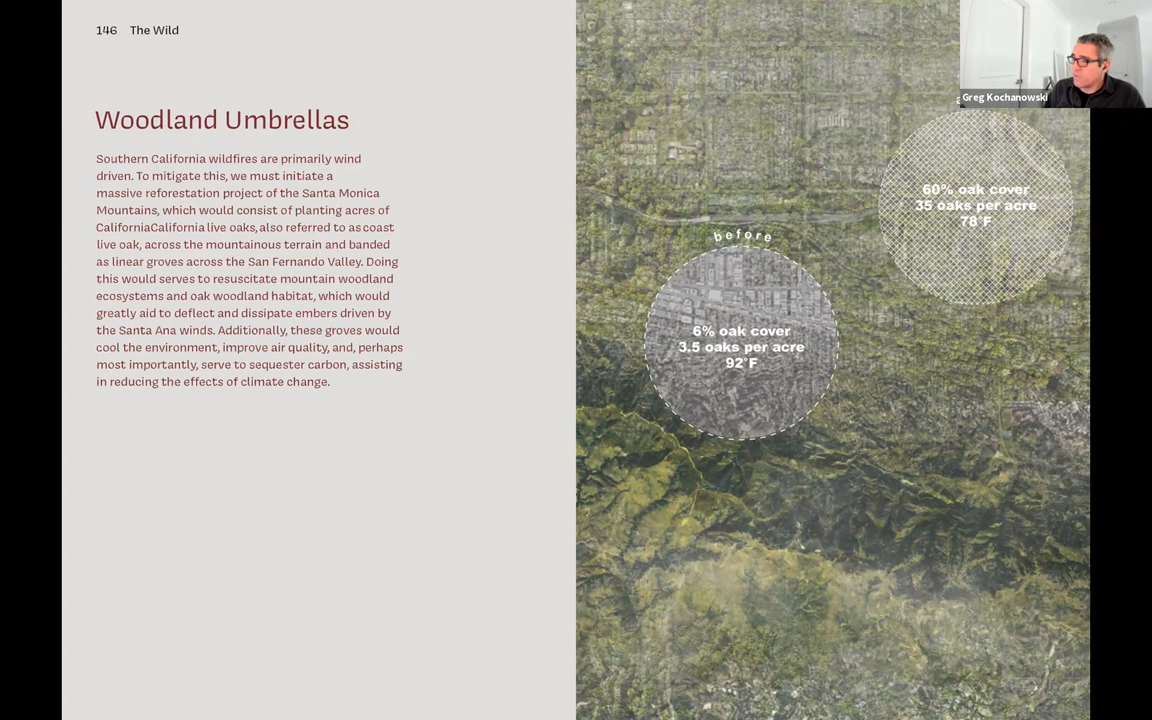 146 The Wild
Woodland Umbrellas
Southern California wildfires are primarily wind
driven. To mitigate this, we must initiate a
massive reforestation project of the Santa Monica
Mountains, which would consist of planting acres of
CaliforniaCalifornia live oaks, also referred to as coast
live oak, across the mountainous terrain and banded
as linear groves across the San Fernando Valley. Doing
this would serves to resuscitate mountain woodland
ecosystems and oak woodland habitat, which would
greatly aid to deflect and dissipate embers driven by
the Santa Ana winds. Additionally, these groves would
cool the environment, improve air quality, and, perhaps
most importantly, serve to sequester carbon, assisting
in reducing the effects of climate change.
before
6% oak cover
3.5 oaks per acre
92°F
60% oak cover
35 oaks per acre
78°F
Greg Kochanowski